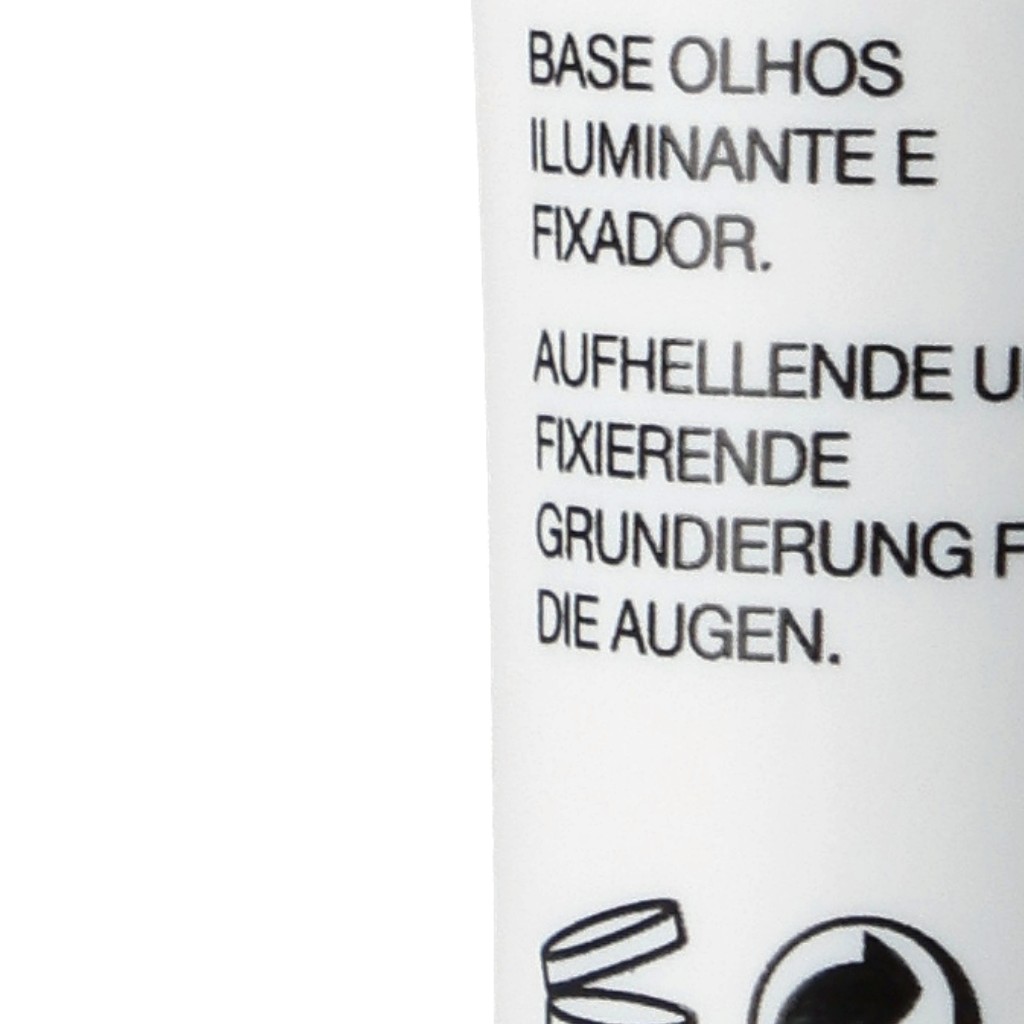 BASE OLHOS
ILUMINANTE E
FIXADOR.
AUFHELLENDE
FIXIERENDE
GRUNDIERUNG
DIE AUGEN.